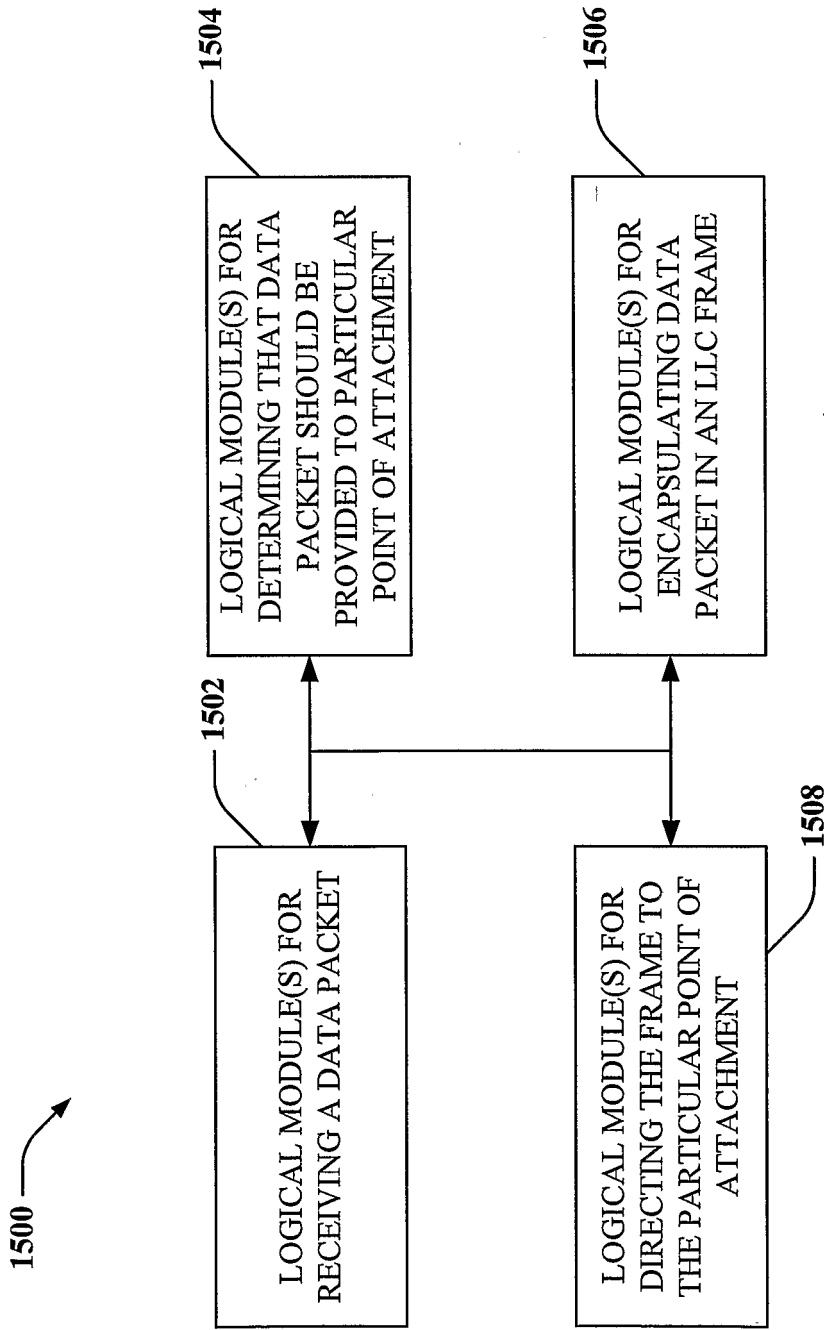 1500
1502
LOGICAL MODULE(S) FOR
RECEIVING A DATA PACKET
1504
LOGICAL MODULE(S) FOR
DETERMINING THAT DATA
PACKET SHOULD BE
PROVIDED TO PARTICULAR
POINT OF ATTACHMENT
1506
LOGICAL MODULE(S) FOR
ENCAPSULATING DATA
PACKET IN AN LLC FRAME
1508
LOGICAL MODULE(S) FOR
DIRECTING THE FRAME TO
THE PARTICULAR POINT OF
ATTACHMENT